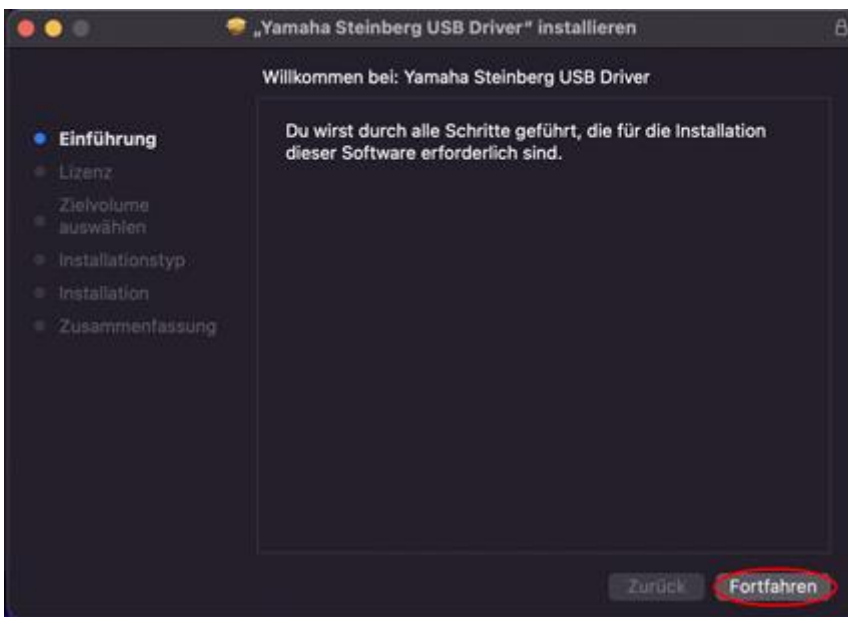 „Yamaha Steinberg USB Driver“ installieren
Willkommen bei: Yamaha Steinberg USB Driver
Einführung
Lizenz
Zielvolume
auswählen
Installationstyp
Installation
Zusammenfassung
Du wirst durch alle Schritte geführt, die für die Installation
dieser Software erforderlich sind.
Zurück
Fortfahren